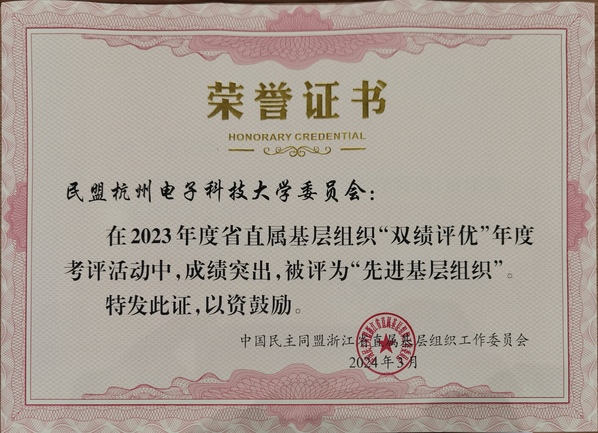 荣誉证书
HONORARY CREDENTIAL
民盟杭州电子科技大学委员会：
在2023年度省直属基层组织“双绩评优”年度
考评活动中，成绩突出，被评为“先进基层组织”。
特发此证，以资鼓励。
中国民主同盟浙江省直属基层组织工作委员会
2024年3月